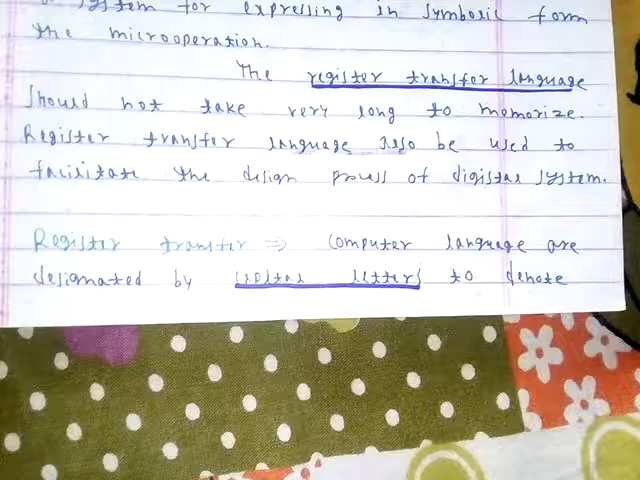 system for expressing in symbolic form
the microoperation.
The register transfer language
should not take very long to memorize.
Register transfer language also be used to
facilitate the design process of digital system.
Register transfer ⇒ Computer language are
designated by capital letters to denote